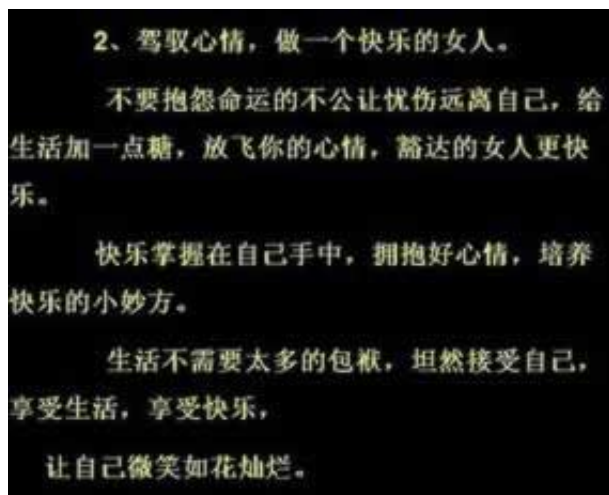 2、驾驭心情，做一个快乐的女人。
不要抱怨命运的不公让忧伤远离自己，给
生活加一点糖，放飞你的心情，豁达的女人更快
乐。
快乐掌握在自己手中，拥抱好心情，培养
快乐的小妙方。
生活不需要太多的包袱，坦然接受自己，
享受生活，享受快乐，
让自己微笑如花灿烂。